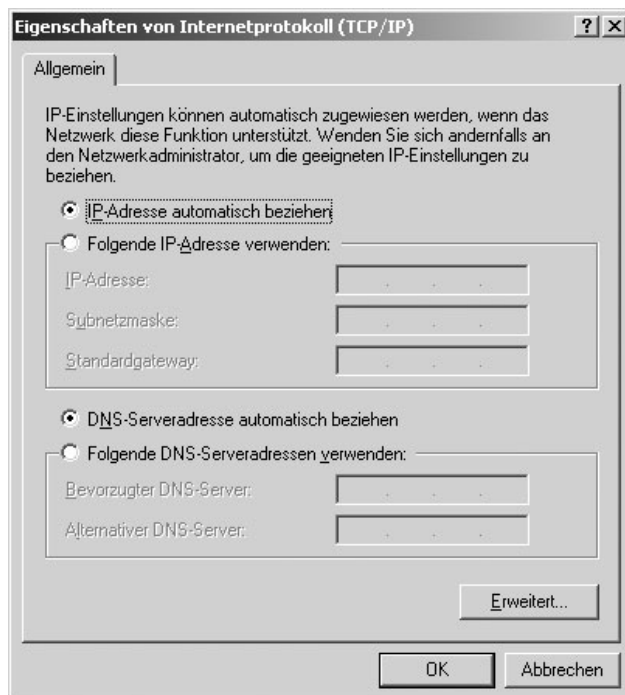 Eigenschaften von Internetprotokoll (TCP/IP)
Allgemein
IP-Einstellungen können automatisch zugewiesen werden, wenn das
Netzwerk diese Funktion unterstützt. Wenden Sie sich andernfalls an
den Netzwerkadministrator, um die geeigneten IP-Einstellungen zu
beziehen.
IP-Adresse automatisch beziehen
Folgende IP-Adresse verwenden:
IP-Adresse:
Subnetzmaske:
Standardgateway:
DNS-Serveradresse automatisch beziehen
Folgende DNS-Serveradressen verwenden:
Bevorzugter DNS-Server:
Alternativer DNS-Server:
Erweitert...
OK
Abbrechen